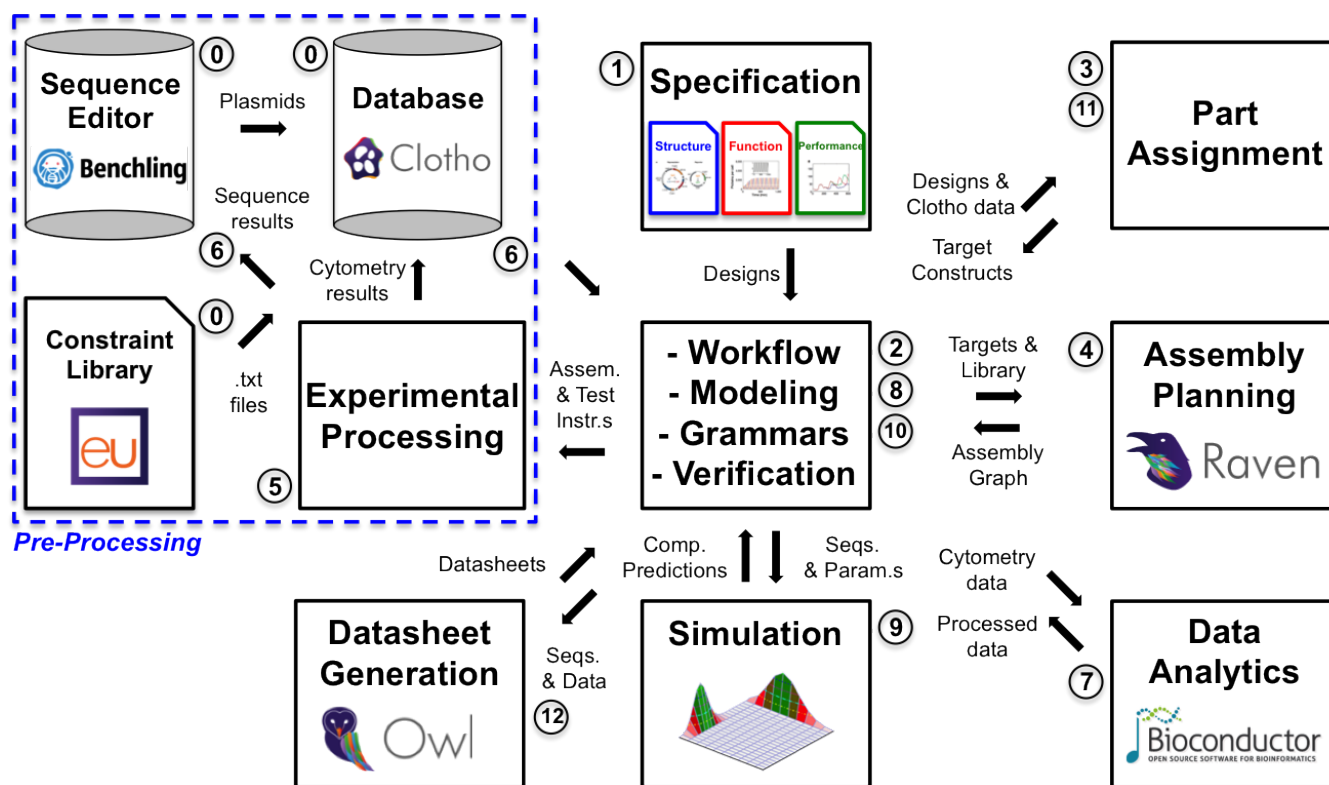 Sequence
Editor
Benchling
0
Plasmids
0
Database
Clotho
Sequence
results
6
Cytometry
results
6
0
Constraint
Library
eu
.txt
files
Experimental
Processing
5
Pre-Processing
1
Specification
Structure
Function
Performance
Designs
3
11
Part
Assignment
Designs &
Clotho data
Target
Constructs
Assem.
& Test
Instr.s
- Workflow
- Modeling
- Grammars
- Verification
2
8
10
Targets &
Library
Assembly
Graph
4
Assembly
Planning
Raven
Datasheets
Comp.
Predictions
Seqs.
& Param.s
Cytometry
data
Processed
data
Datasheet
Generation
Owl
Seqs.
& Data
12
Simulation
9
7
Data
Analytics
Bioconductor
OPEN SOURCE SOFTWARE FOR BIOINFORMATICS